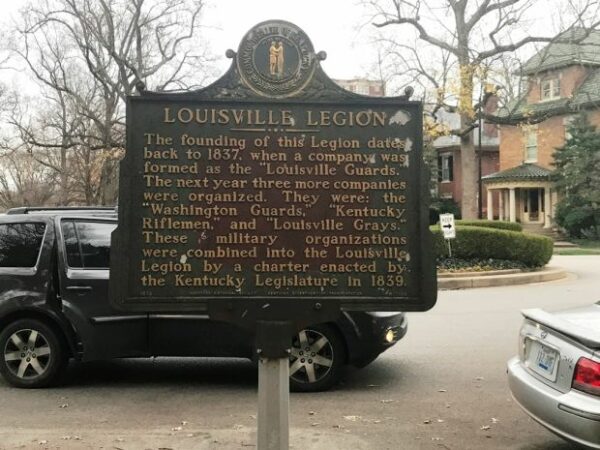 LOUISVILLE LEGION
The founding of this Legion dates
back to 1837, when a company was
formed as the "Louisville Guards."
The next year three more companies
were organized. They were: the
"Washington Guards," "Kentucky
Riflemen," and "Louisville Grays."
These military organizations
were combined into the Louisville
Legion by a charter enacted by
the Kentucky Legislature in 1839.
KEEP